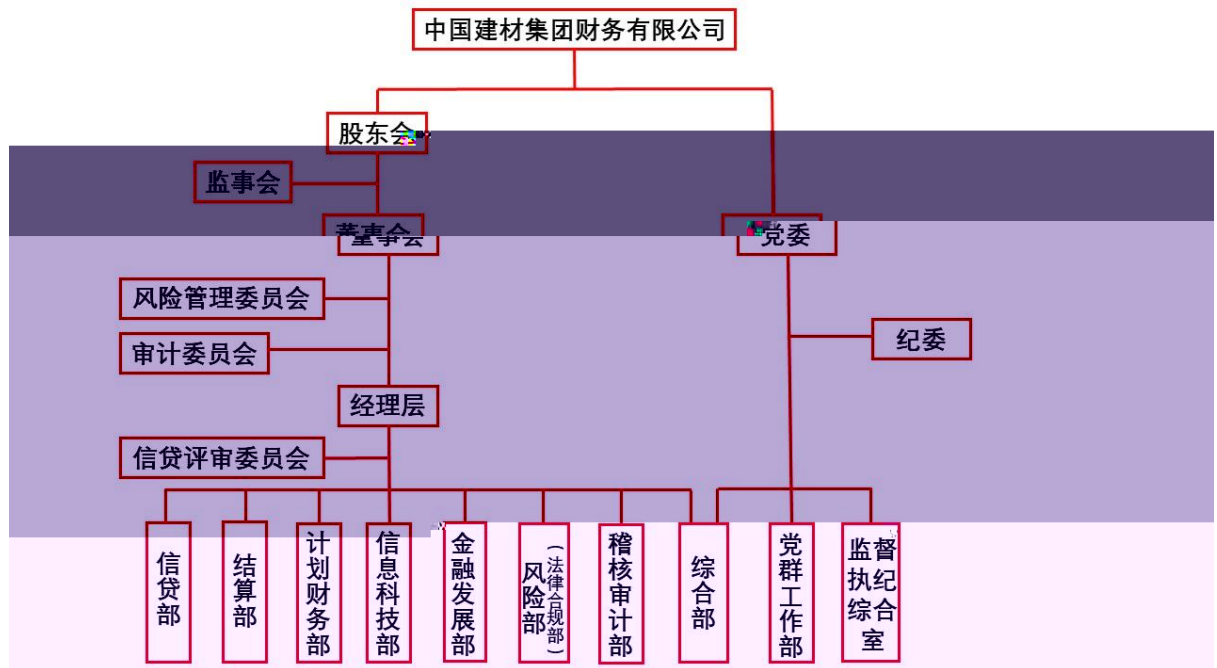 中国建材集团财务有限公司
股东会
监事会
董事会
党委
风险管理委员会
审计委员会
纪委
经理层
信贷评审委员会
信贷部
结算部
计划财务部
信息科技部
金融发展部
风险部
(法律合规部)
稽核审计部
综合部
党群工作部
监督
执纪
综合
室